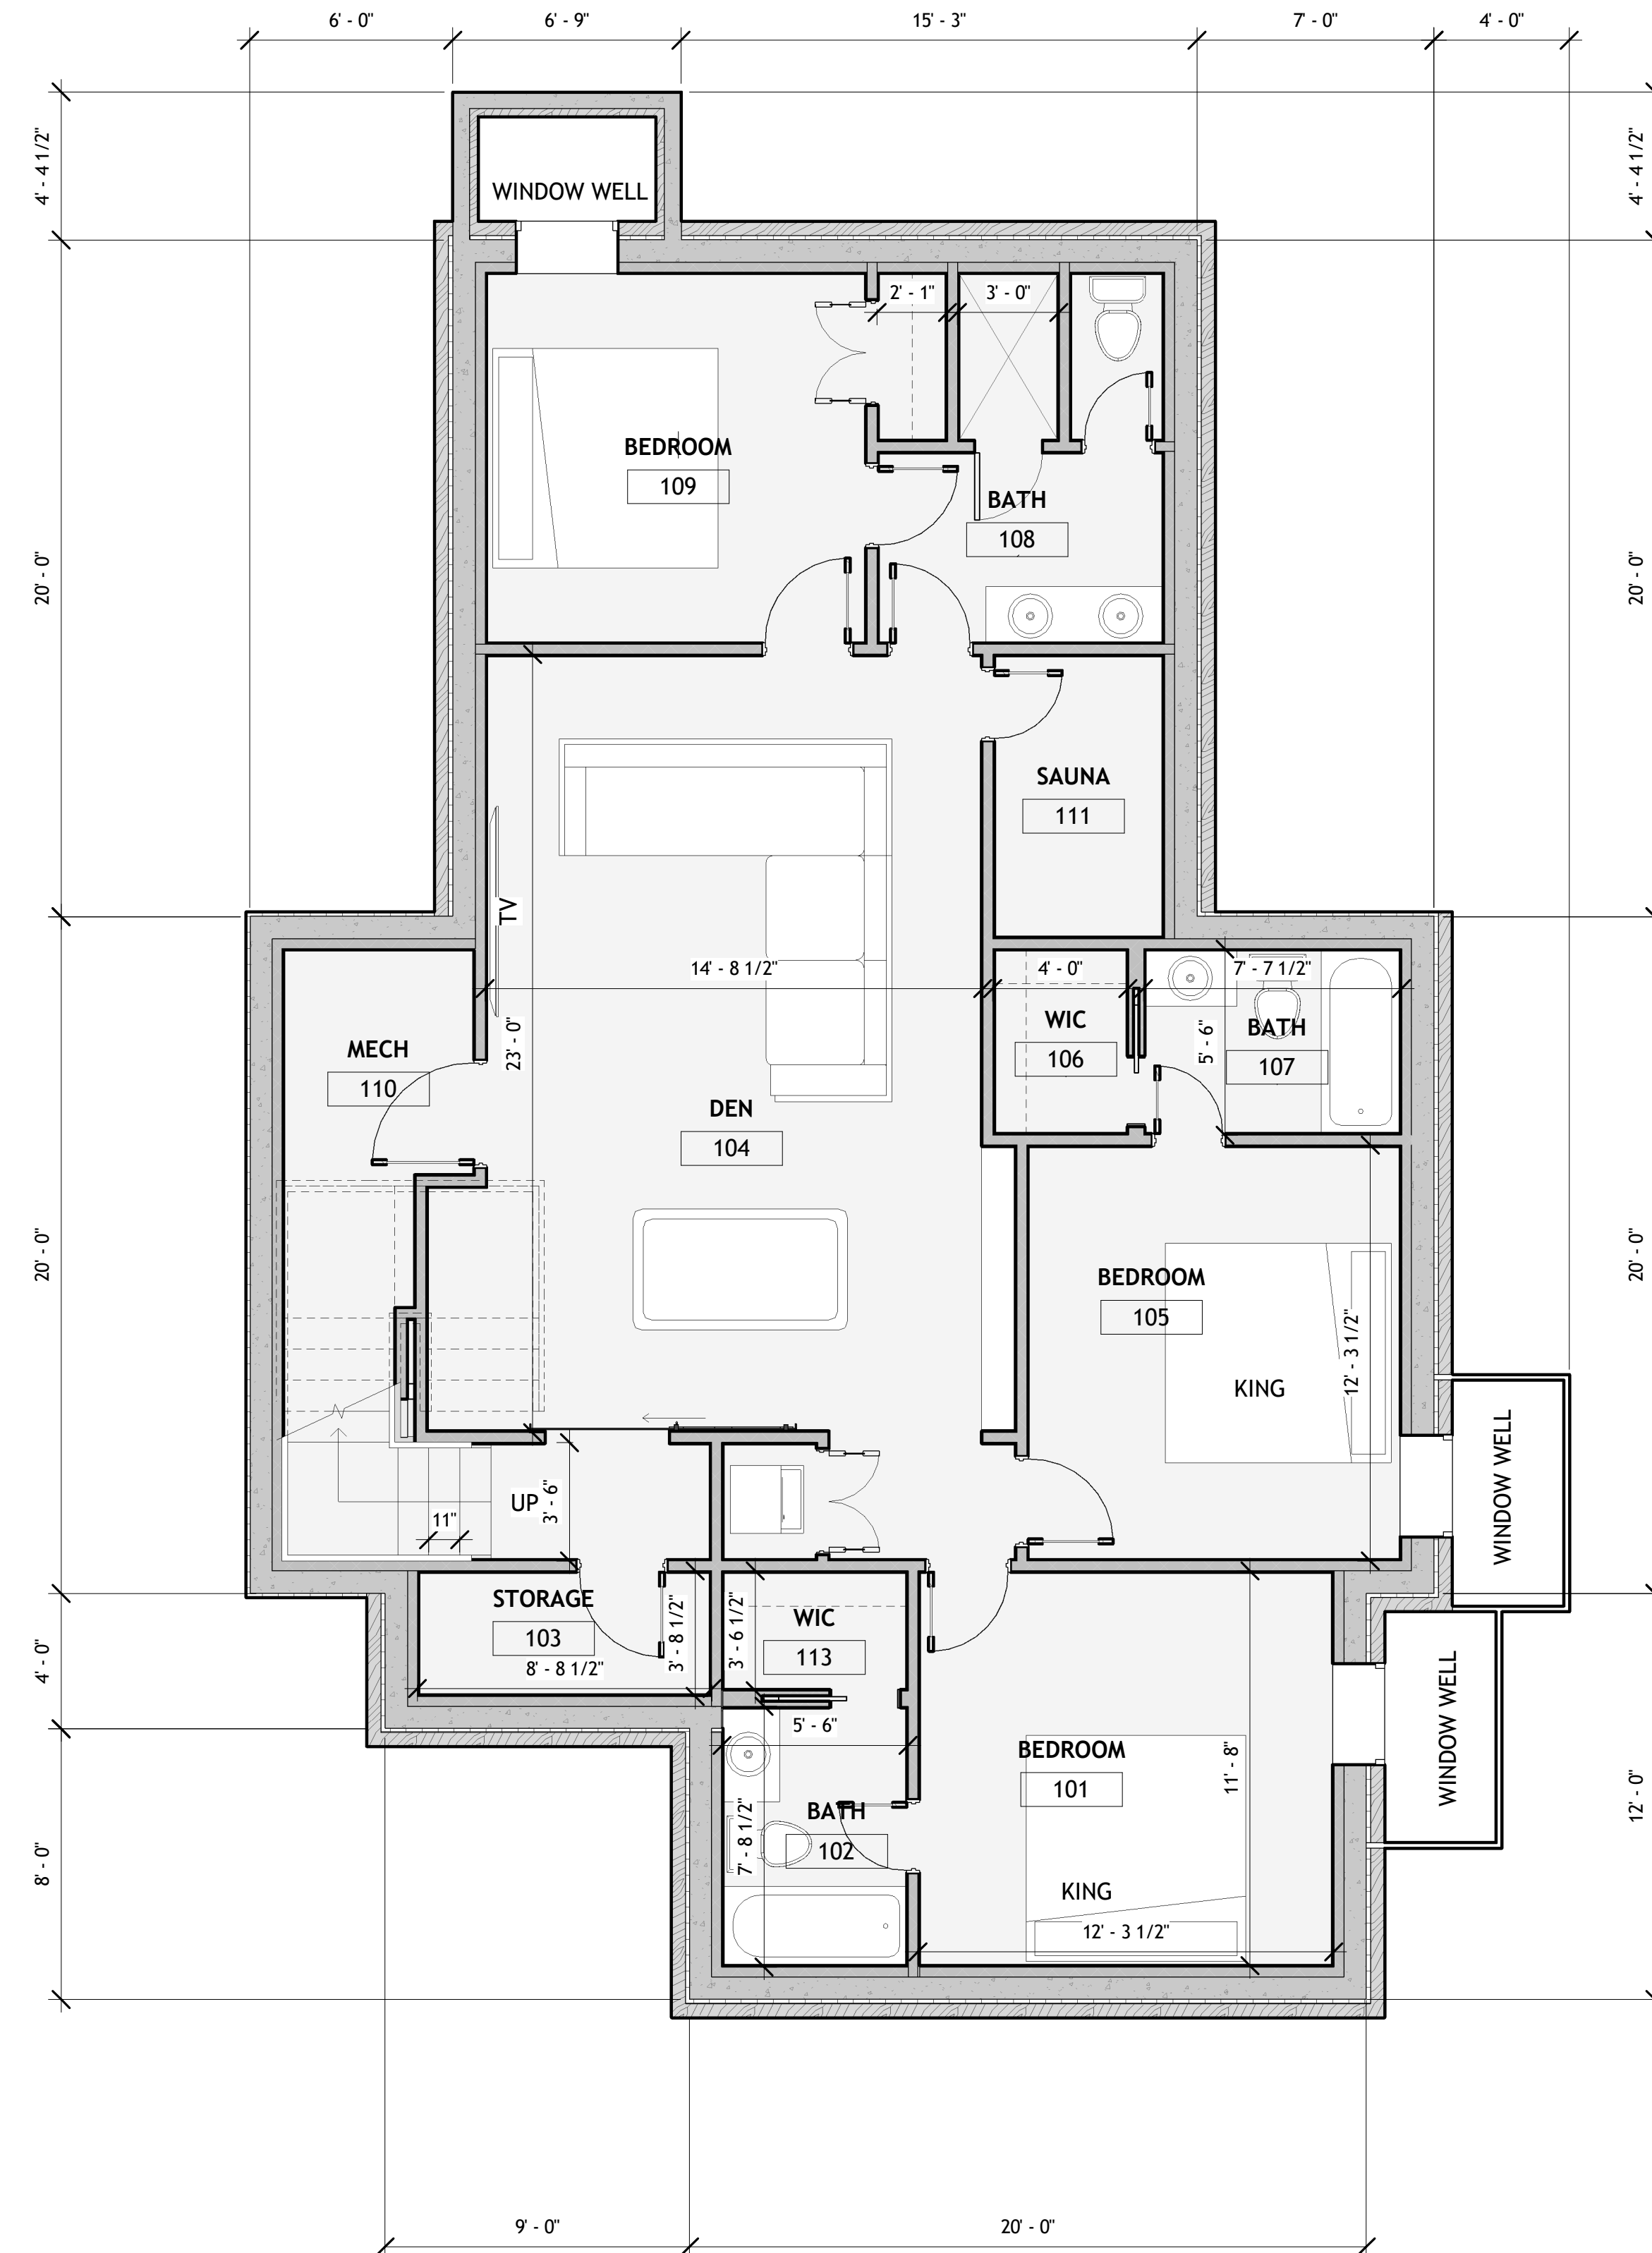 6' - 0"
6' - 9"
15' - 3"
7' - 0"
4' - 0"
4' - 4 1/2"
4' - 4 1/2"
WINDOW WELL
2' - 1"
3' - 0"
BEDROOM
109
BATH
108
20' - 0"
20' - 0"
SAUNA
111
TV
14' - 8 1/2"
4' - 0"
7' - 7 1/2"
WIC
106
5' - 6"
BATH
107
MECH
110
23' - 0"
DEN
104
20' - 0"
20' - 0"
BEDROOM
105
12' - 3 1/2"
KING
WINDOW WELL
UP
3' - 6"
11"
STORAGE
103
8' - 8 1/2"
3' - 8 1/2"
3' - 6 1/2"
WIC
113
4' - 0"
5' - 6"
BEDROOM
101
11' - 8"
WINDOW WELL
12' - 0"
BATH
102
7' - 8 1/2"
8' - 0"
KING
12' - 3 1/2"
9' - 0"
20' - 0"